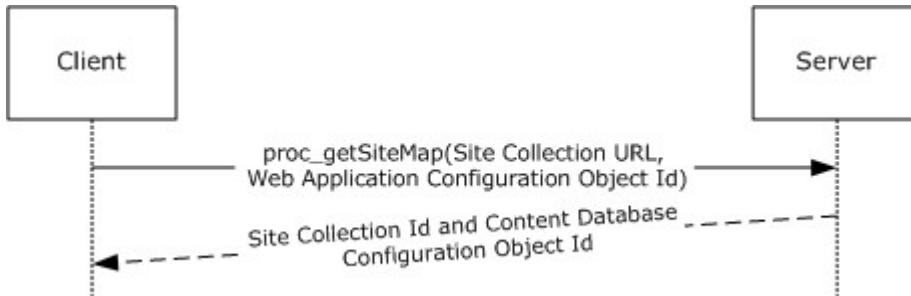 Client
Server
proc_getSiteMap(Site Collection URL,
Web Application Configuration Object Id)
Site Collection Id and Content Database
Configuration Object Id